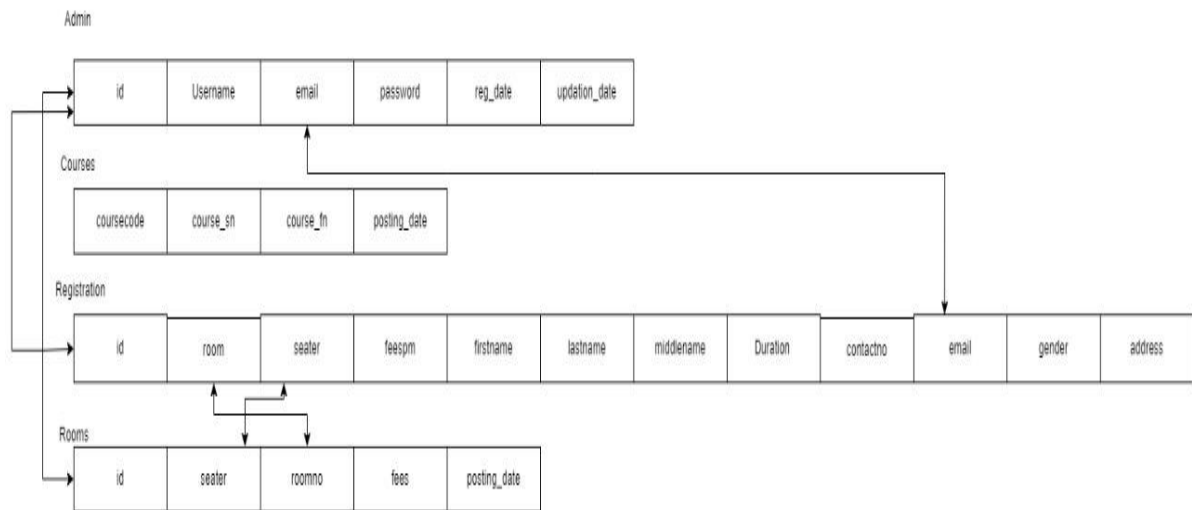 Admin
id Username email password reg_date updation_date
Courses
coursecode course_sn course_fn posting_date
Registration
id room seater feespm firstname lastname middlename Duration contactno email gender address
Rooms
id seater roomno fees posting_date